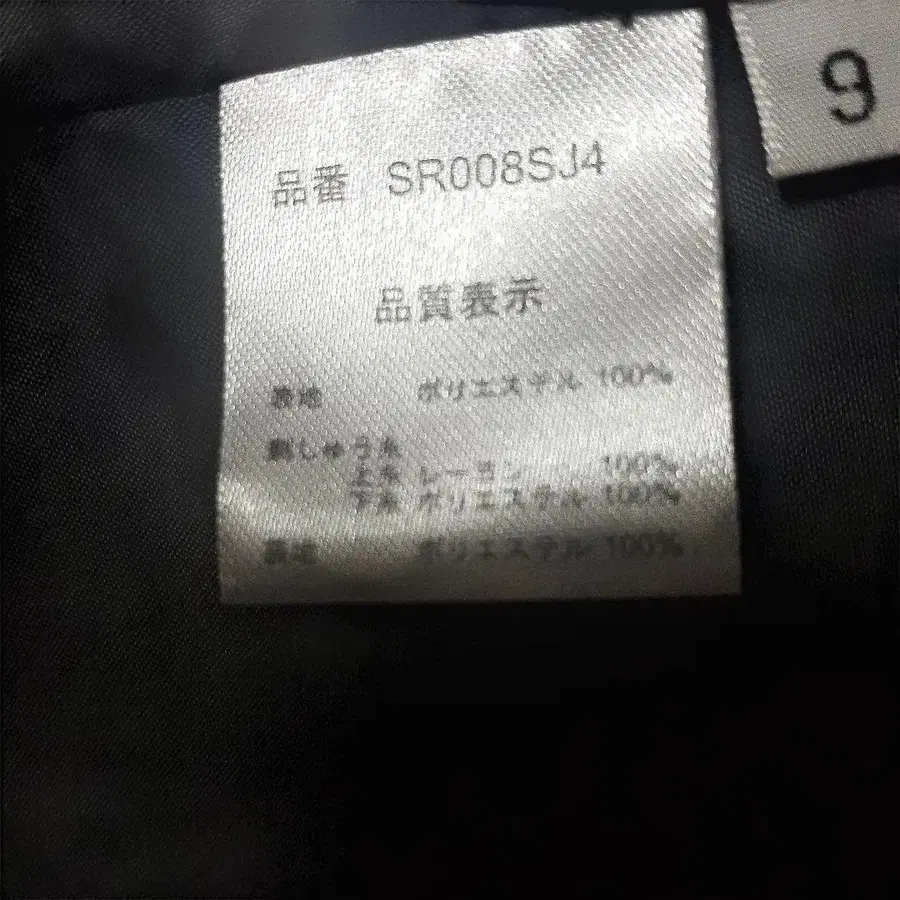 9
品番 SR008SJ4
品質表示
表地 ポリエステル 100%
刺しゅう糸
上糸 レーヨン 100%
下糸 ポリエステル 100%
裏地 ポリエステル 100%